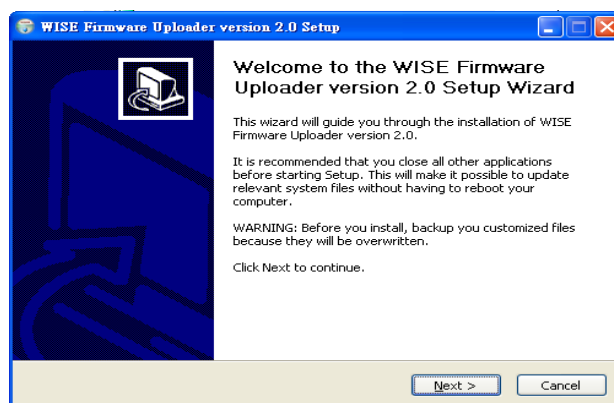 WISE Firmware Uploader version 2.0 Setup
Welcome to the WISE Firmware
Uploader version 2.0 Setup Wizard
This wizard will guide you through the installation of WISE
Firmware Uploader version 2.0.
It is recommended that you close all other applications
before starting Setup. This will make it possible to update
relevant system files without having to reboot your
computer.
WARNING: Before you install, backup you customized files
because they will be overwritten.
Click Next to continue.
Next >
Cancel